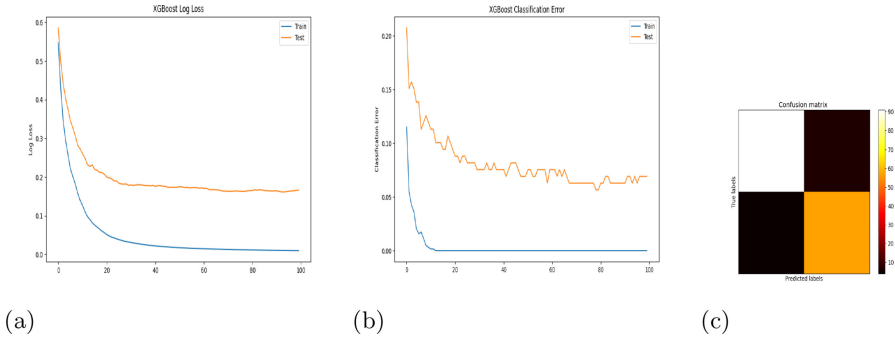 XGBoost Log Loss
Train
Test
Log Loss
0.6
0.5
0.4
0.3
0.2
0.1
0.0
0 20 40 60 80 100
XGBoost Classification Error
Train
Test
Classification Error
0.20
0.15
0.10
0.05
0.00
0 20 40 60 80 100
Confusion matrix
True labels
Predicted labels
90
80
70
60
50
40
30
20
10
(a) (b) (c)